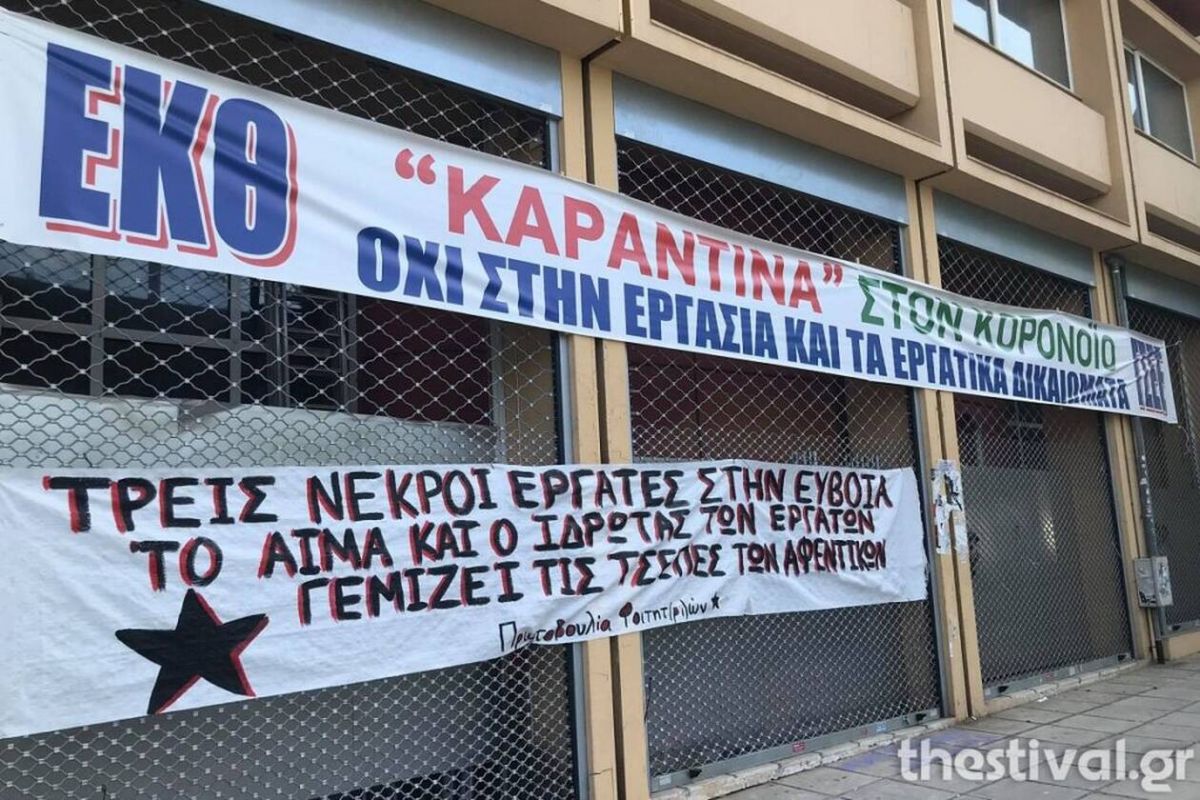 ΕΚΘ
“ΚΑΡΑΝΤΙΝΑ” ΣΤΟΝ ΚΟΡΟΝΟΪΟ
ΟΧΙ ΣΤΗΝ ΕΡΓΑΣΙΑ ΚΑΙ ΤΑ ΕΡΓΑΤΙΚΑ ΔΙΚΑΙΩΜΑΤΑ
ΓΣΕΕ
ΤΡΕΙΣ ΝΕΚΡΟΙ ΕΡΓΑΤΕΣ ΣΤΗΝ ΕΥΒΟΙΑ
ΤΟ ΑΙΜΑ ΚΑΙ Ο ΙΔΡΩΤΑΣ ΤΩΝ ΕΡΓΑΤΩΝ
ΓΕΜΙΖΕΙ ΤΙΣ ΤΣΕΠΕΣ ΤΩΝ ΑΦΕΝΤΙΚΩΝ
Πρωτοβουλία Φοιτητ(ρι)ών
thestival.gr